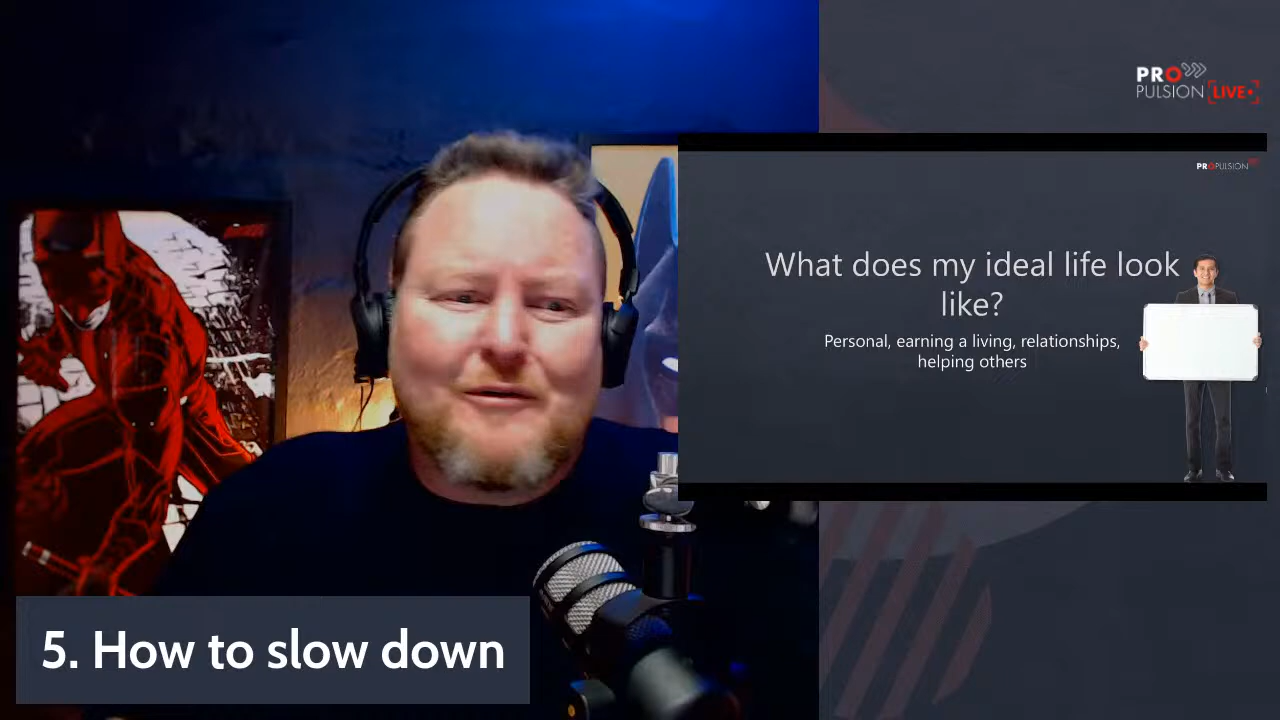 PRO
PULSION LIVE
PROPULSION
What does my ideal life look
like?
Personal, earning a living, relationships,
helping others
5. How to slow down